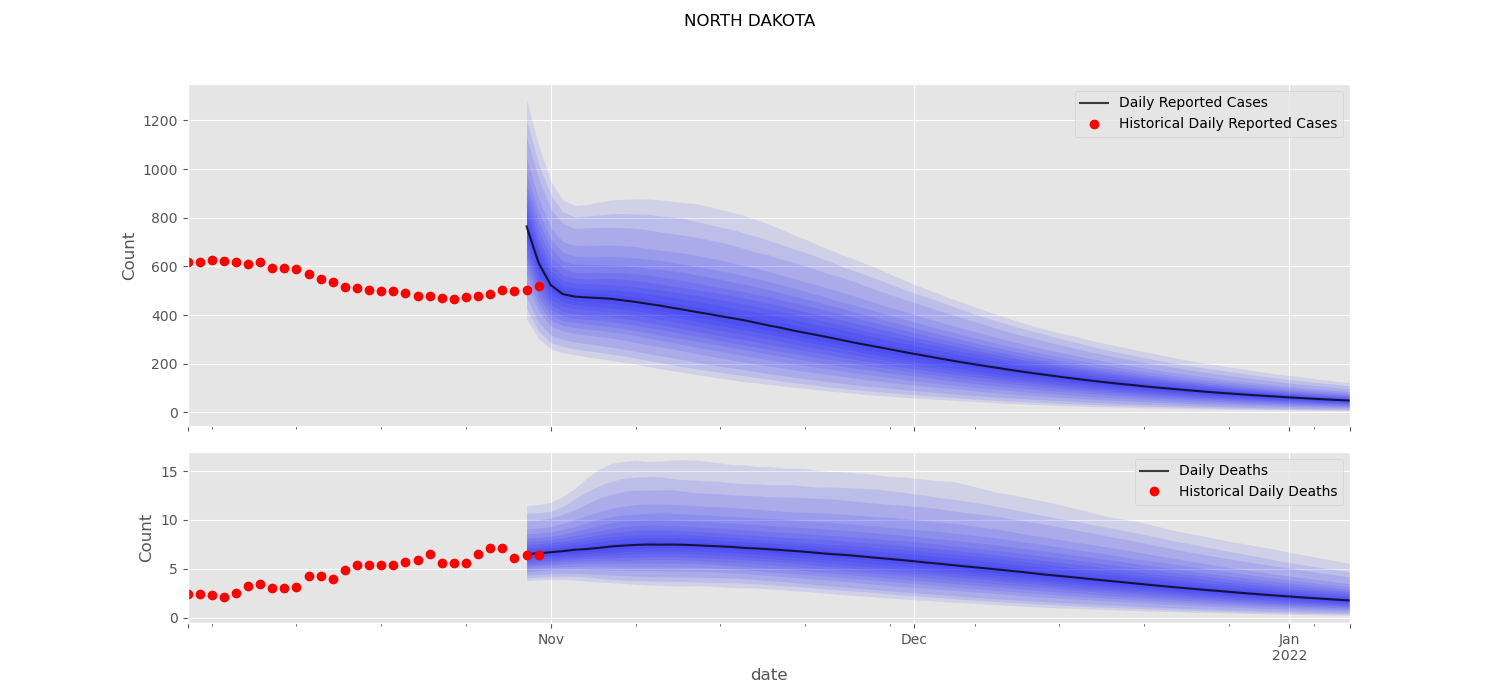 NORTH DAKOTA
Daily Reported Cases
Historical Daily Reported Cases
1200
1000
800
600
400
200
0
Count
Daily Deaths
Historical Daily Deaths
15
10
5
0
Count
Nov
Dec
Jan
2022
date